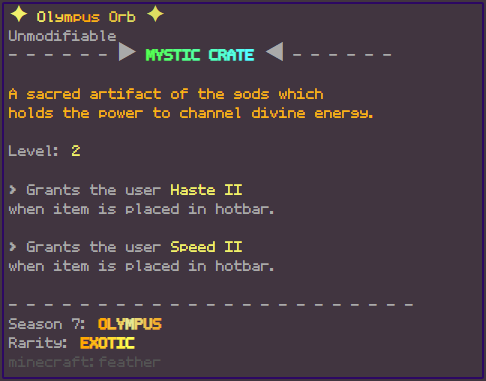 ✦ Olympus Orb ✦
Unmodifiable
- - - - - - ▶ MYSTIC CRATE ◀ - - - - - -
A sacred artifact of the gods which
holds the power to channel divine energy.
Level: 2
> Grants the user Haste II
when item is placed in hotbar.
> Grants the user Speed II
when item is placed in hotbar.
- - - - - - - - - - - - - - - - - - - - - - - -
Season 7: OLYMPUS
Rarity: EXOTIC
minecraft:feather